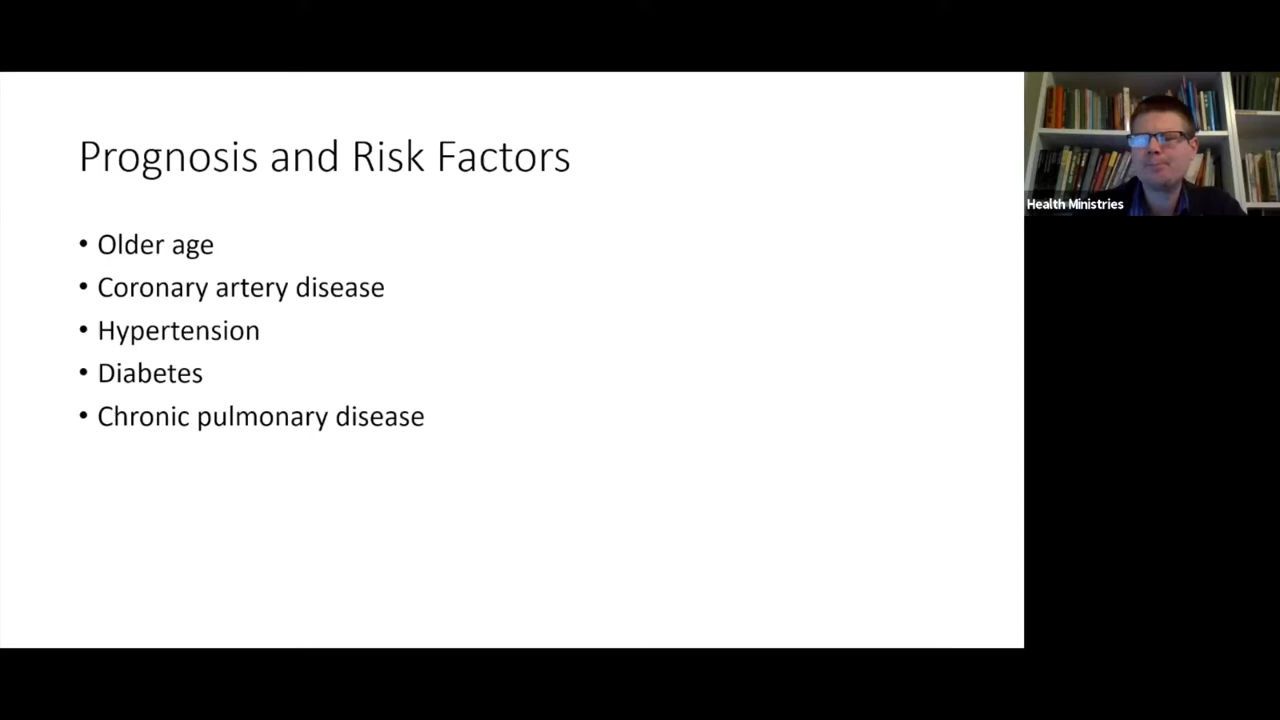 Prognosis and Risk Factors
• Older age
• Coronary artery disease
• Hypertension
• Diabetes
• Chronic pulmonary disease
Health Ministries